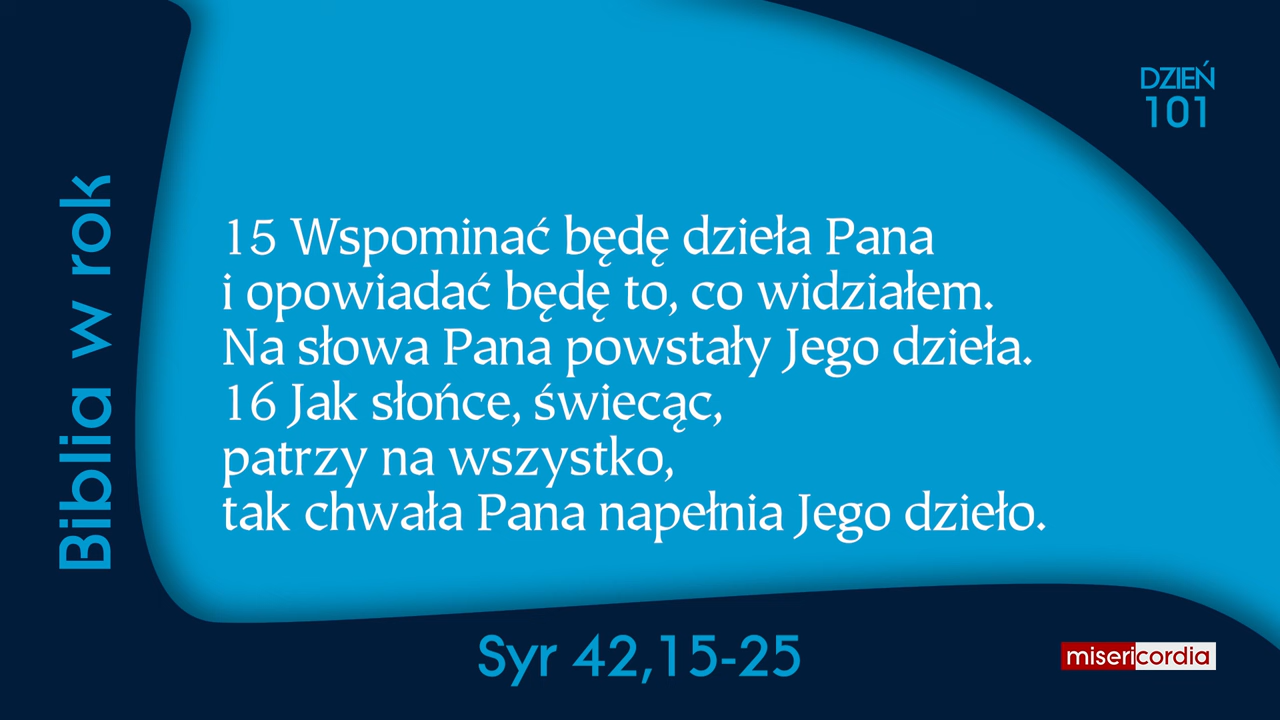 DZIEŃ
101
Biblia w rok
15 Wspominać będę dzieła Pana
i opowiadać będę to, co widziałem.
Na słowa Pana powstały Jego dzieła.
16 Jak słońce, świecąc,
patrzy na wszystko,
tak chwała Pana napełnia Jego dzieło.
Syr 42,15-25
misericordia